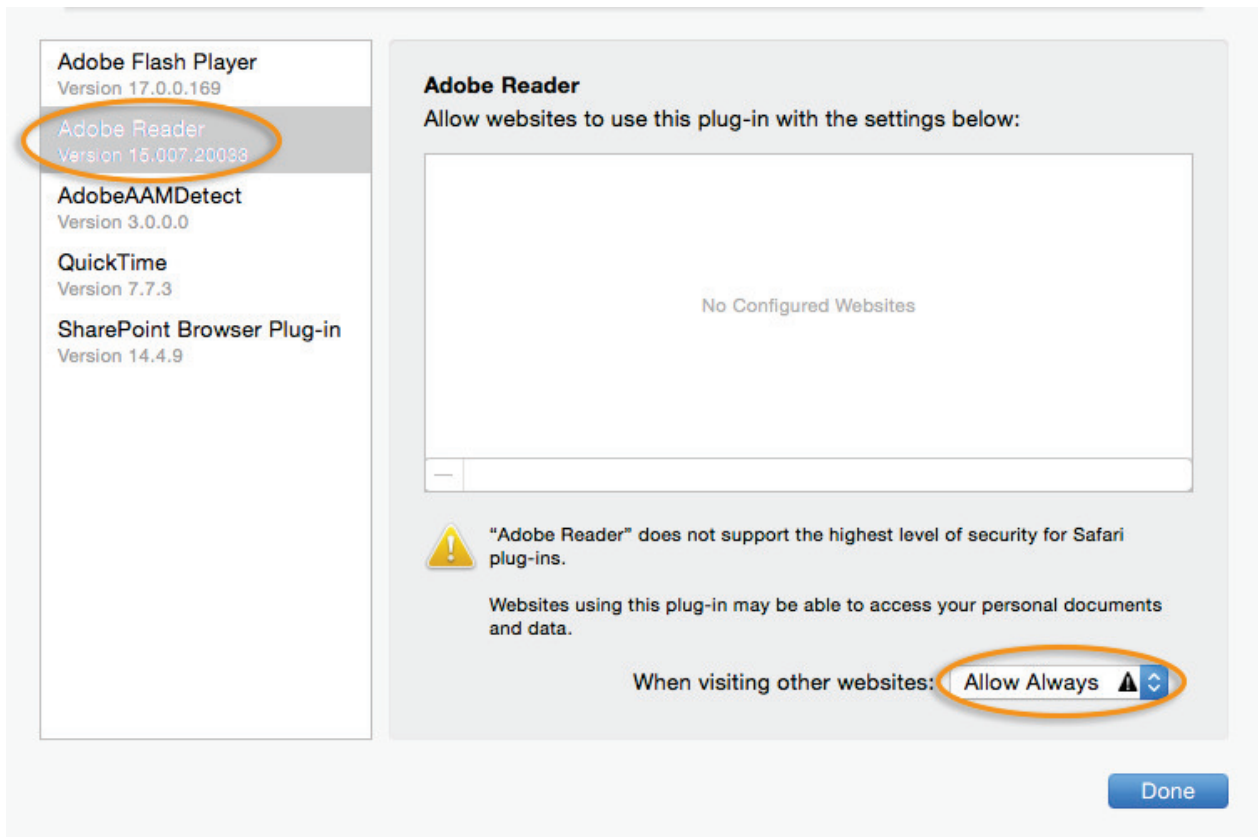 Adobe Flash Player
Version 17.0.0.169
Adobe Reader
Version 15.007.20033
AdobeAAMDetect
Version 3.0.0.0
QuickTime
Version 7.7.3
SharePoint Browser Plug-in
Version 14.4.9
Adobe Reader
Allow websites to use this plug-in with the settings below:
No Configured Websites
“Adobe Reader” does not support the highest level of security for Safari
plug-ins.
Websites using this plug-in may be able to access your personal documents
and data.
When visiting other websites: Allow Always
Done